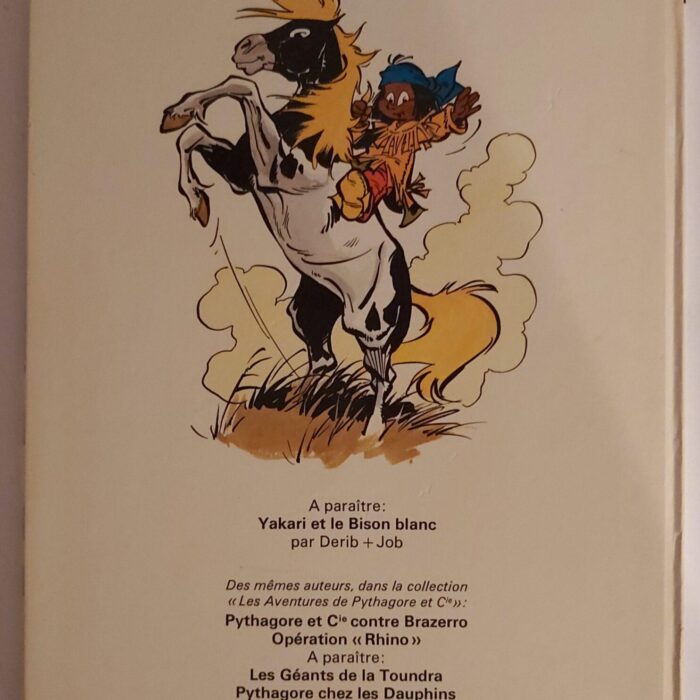 A paraître:
Yakari et le Bison blanc
par Derib + Job
Des mêmes auteurs, dans la collection
« Les Aventures de Pythagore et Cie»:
Pythagore et Cie contre Brazerro
Opération « Rhino »
A paraître:
Les Géants de la Toundra
Pythagore chez les Dauphins